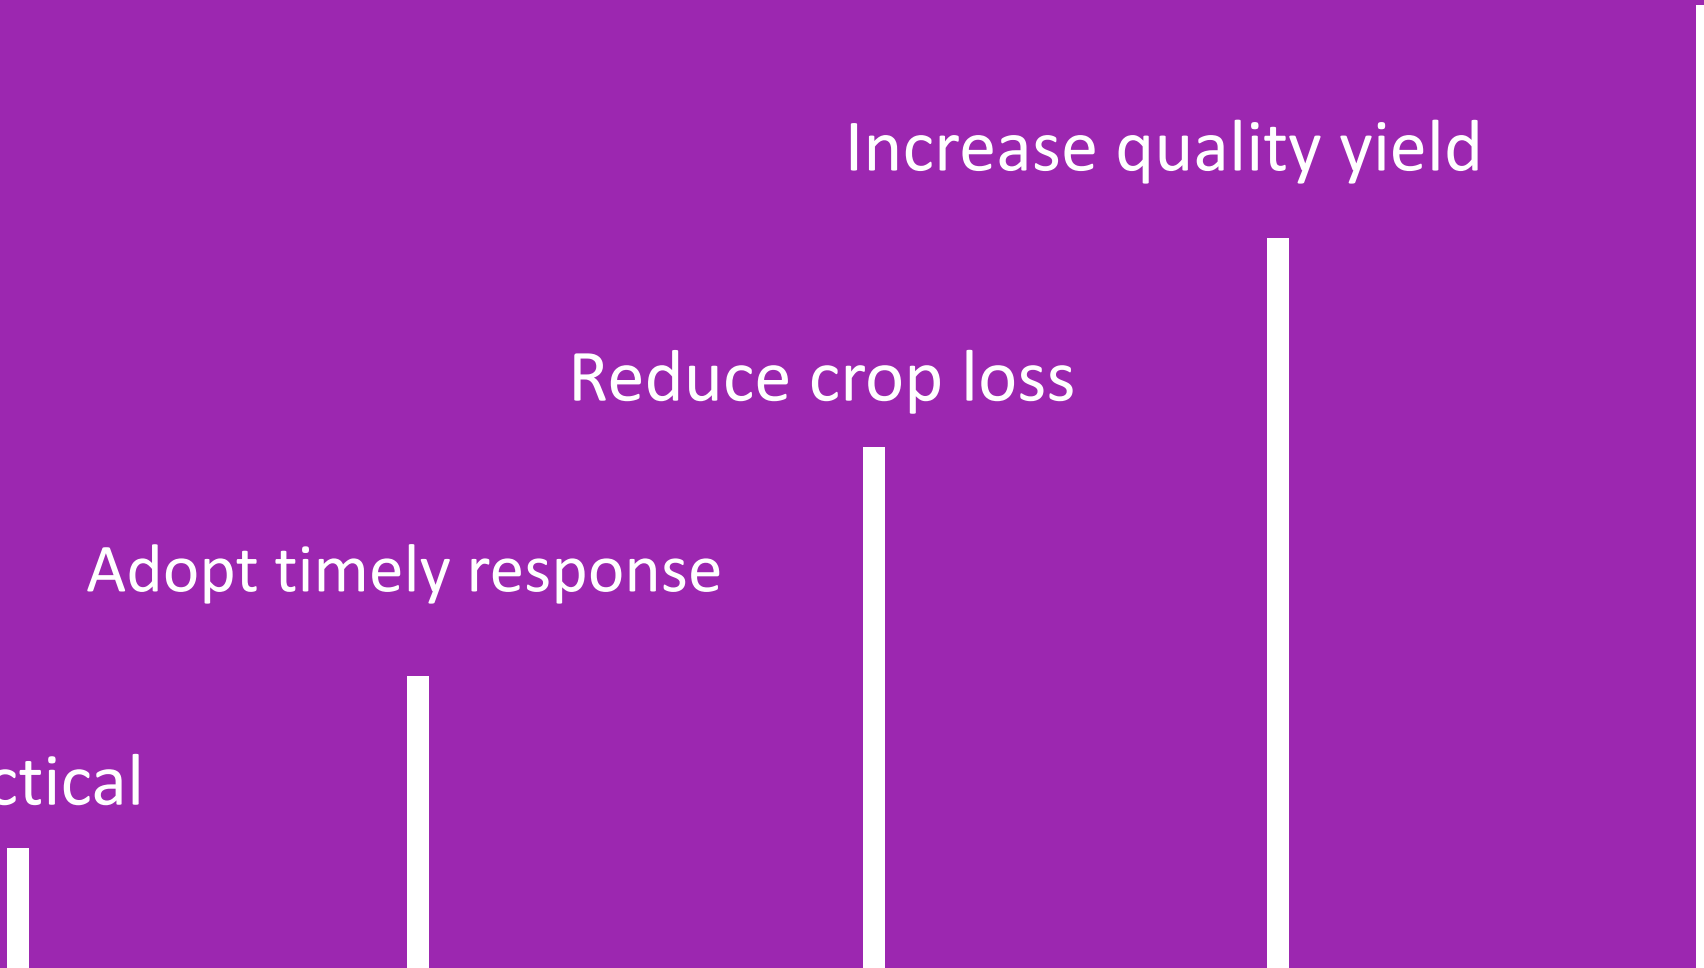 Increase quality yield
Reduce crop loss
Adopt timely response
ctical